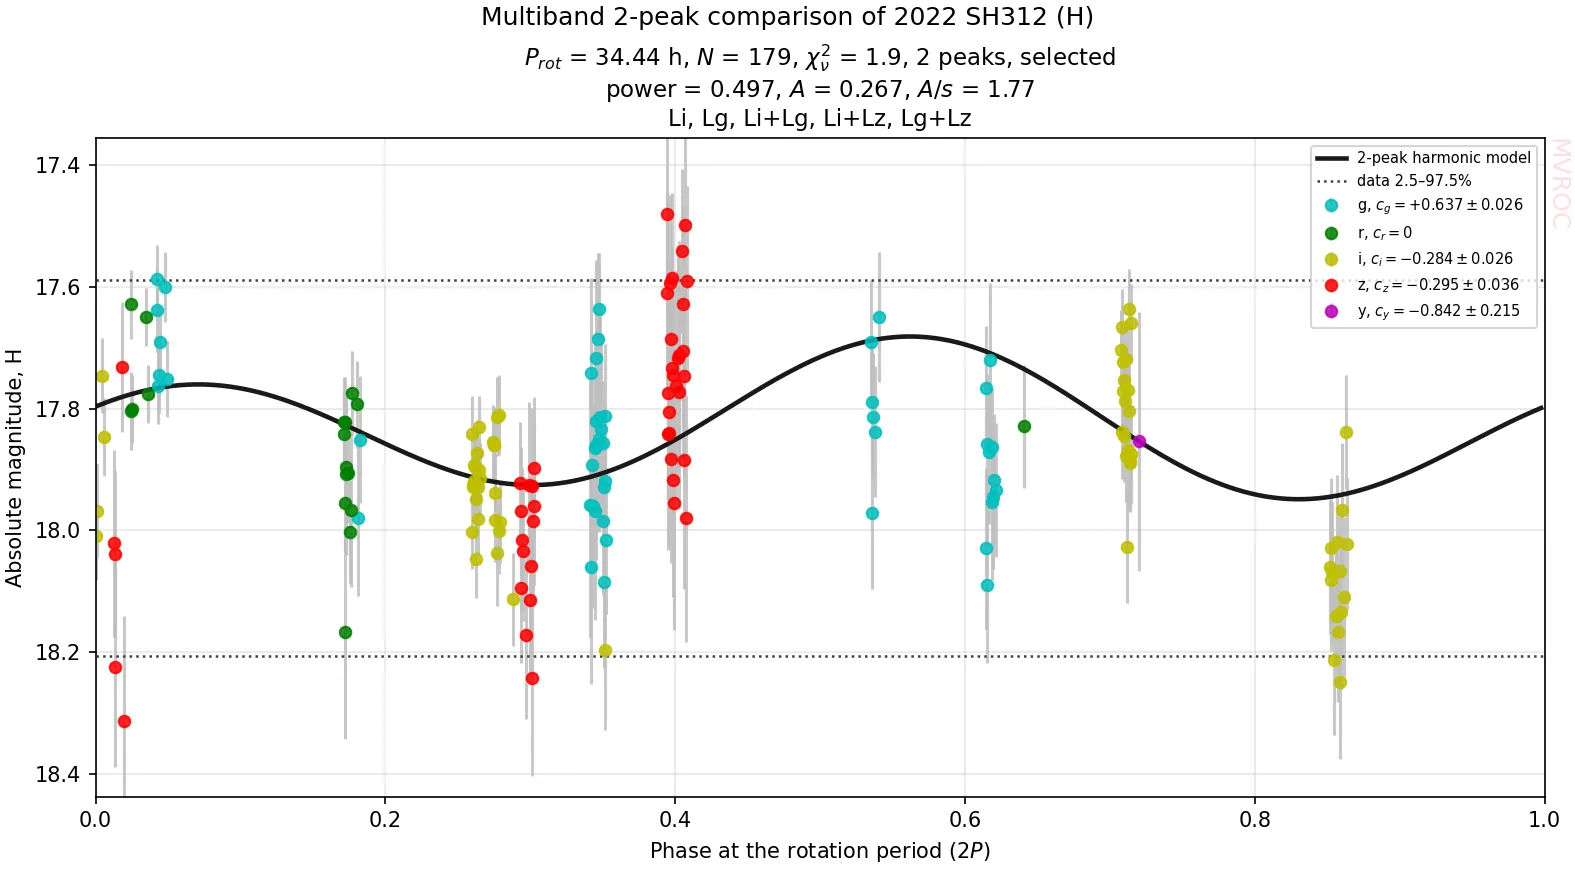 Multiband 2-peak comparison of 2022 SH312 (H)
P_rot = 34.44 h, N = 179, χ²_ν = 1.9, 2 peaks, selected
power = 0.497, A = 0.267, A/s = 1.77
Li, Lg, Li+Lg, Li+Lz, Lg+Lz
MVROC
2-peak harmonic model
data 2.5–97.5%
g, c_g = +0.637 ± 0.026
r, c_r = 0
i, c_i = −0.284 ± 0.026
z, c_z = −0.295 ± 0.036
y, c_y = −0.842 ± 0.215
Absolute magnitude, H
17.4
17.6
17.8
18.0
18.2
18.4
0.0 0.2 0.4 0.6 0.8 1.0
Phase at the rotation period (2P)